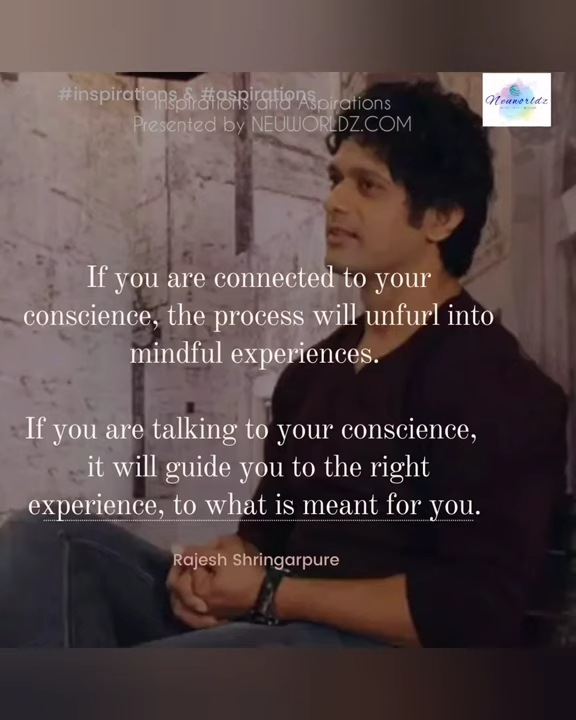 #inspirations & #aspirations
Inspirations and Aspirations
Presented by NEUWORLDZ.COM
Neuworldz
If you are connected to your
conscience, the process will unfurl into
mindful experiences.
If you are talking to your conscience,
it will guide you to the right
experience, to what is meant for you.
Rajesh Shringarpure